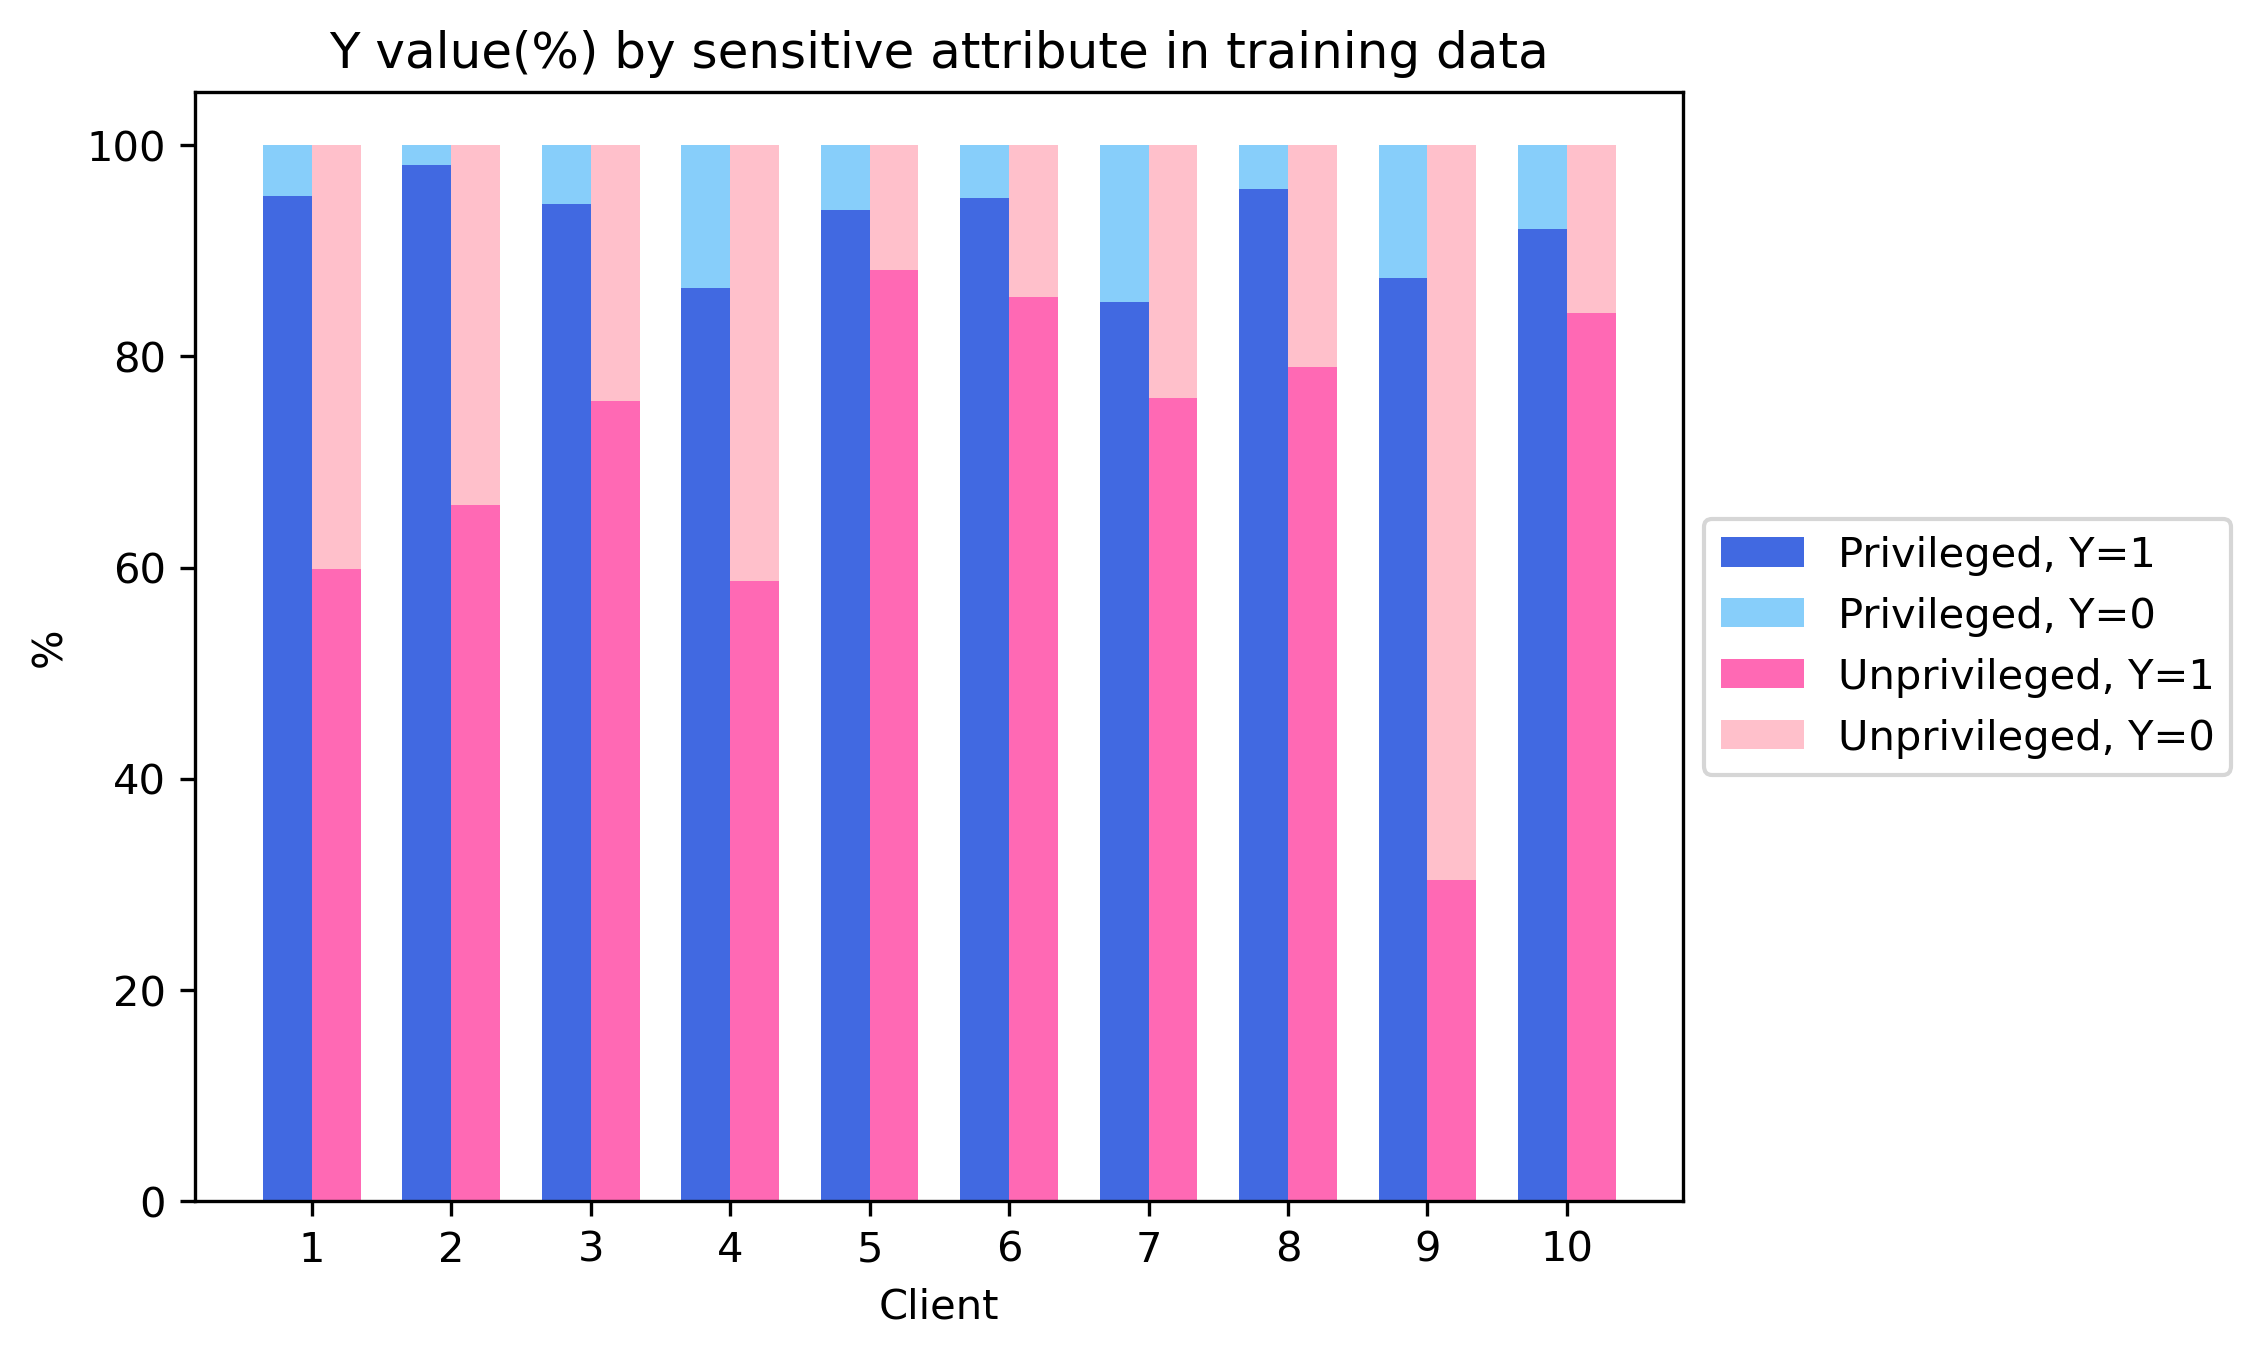 Y value(%) by sensitive attribute in training data
100
80
60
40
20
0
%
1 2 3 4 5 6 7 8 9 10
Client
Privileged, Y=1
Privileged, Y=0
Unprivileged, Y=1
Unprivileged, Y=0